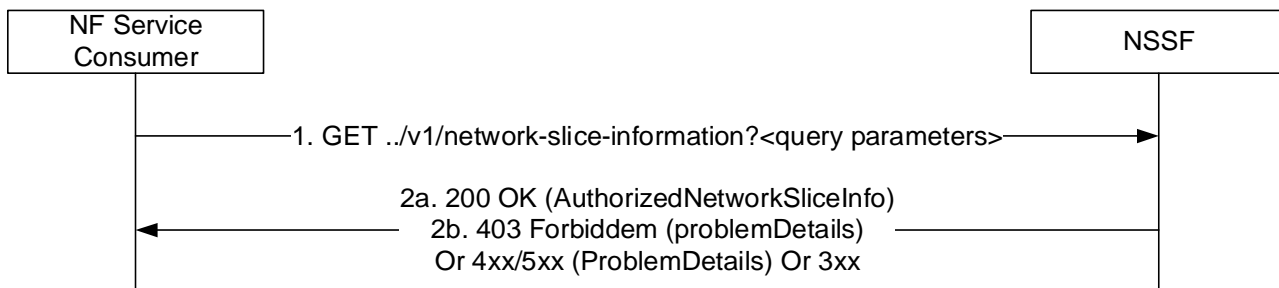 NF Service
Consumer
NSSF
1. GET ../v1/network-slice-information?<query parameters>
2a. 200 OK (AuthorizedNetworkSliceInfo)
2b. 403 Forbiddem (problemDetails)
Or 4xx/5xx (ProblemDetails) Or 3xx